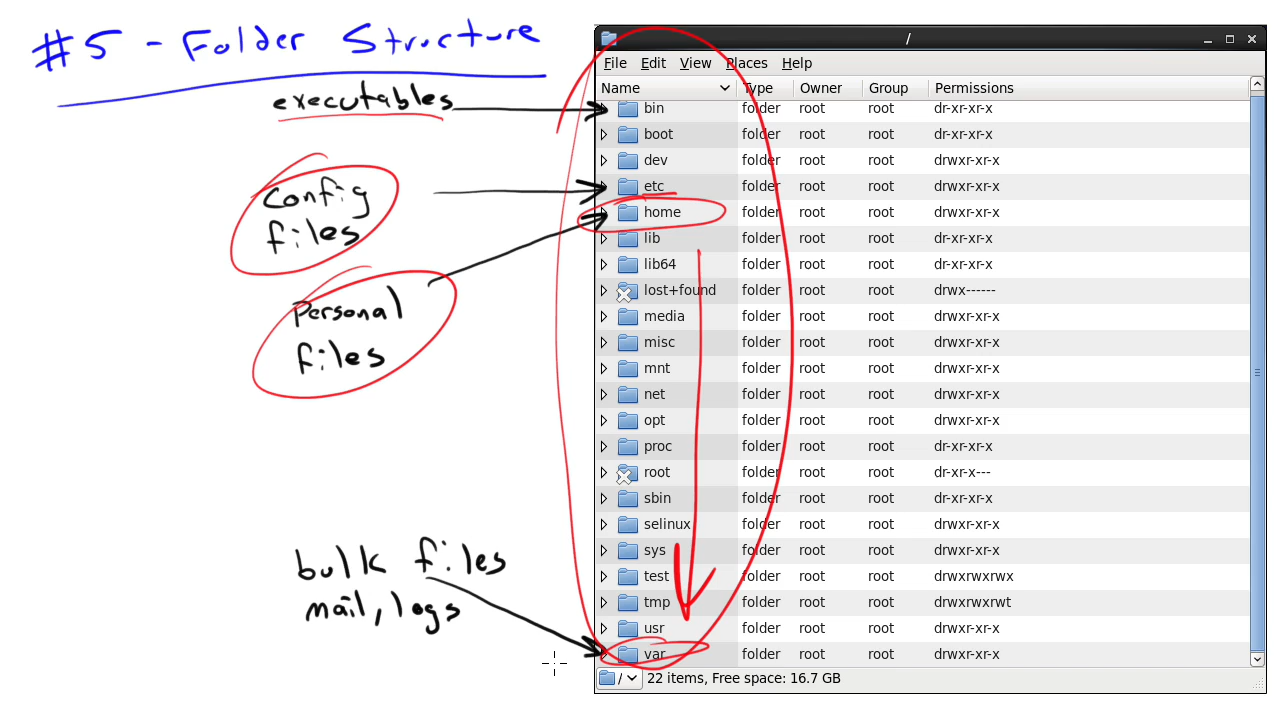 #5 - Folder Structure
executables
config
files
personal
files
bulk files
mail, logs
/
File Edit View Places Help
Name Type Owner Group Permissions
bin folder root root dr-xr-xr-x
boot folder root root dr-xr-xr-x
dev folder root root drwxr-xr-x
etc folder root root drwxr-xr-x
home folder root root drwxr-xr-x
lib folder root root dr-xr-xr-x
lib64 folder root root dr-xr-xr-x
lost+found folder root root drwx------
media folder root root drwxr-xr-x
misc folder root root drwxr-xr-x
mnt folder root root drwxr-xr-x
net folder root root drwxr-xr-x
opt folder root root drwxr-xr-x
proc folder root root dr-xr-xr-x
root folder root root dr-xr-x---
sbin folder root root dr-xr-xr-x
selinux folder root root drwxr-xr-x
sys folder root root drwxr-xr-x
test folder root root drwxrwxrwx
tmp folder root root drwxrwxrwt
usr folder root root drwxr-xr-x
var folder root root drwxr-xr-x
/ 22 items, Free space: 16.7 GB